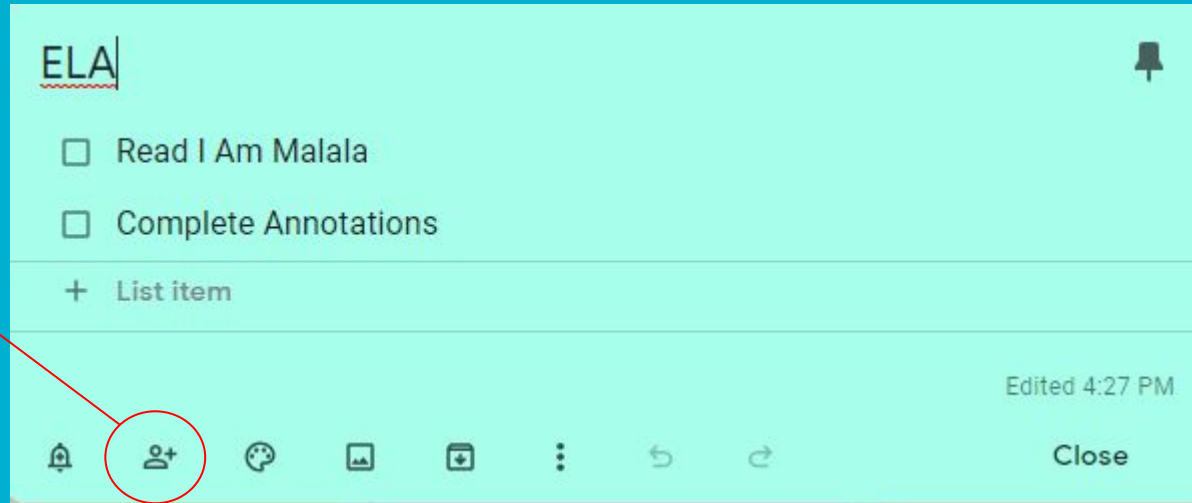 ELA
Read I Am Malala
Complete Annotations
+ List item
Edited 4:27 PM
Close